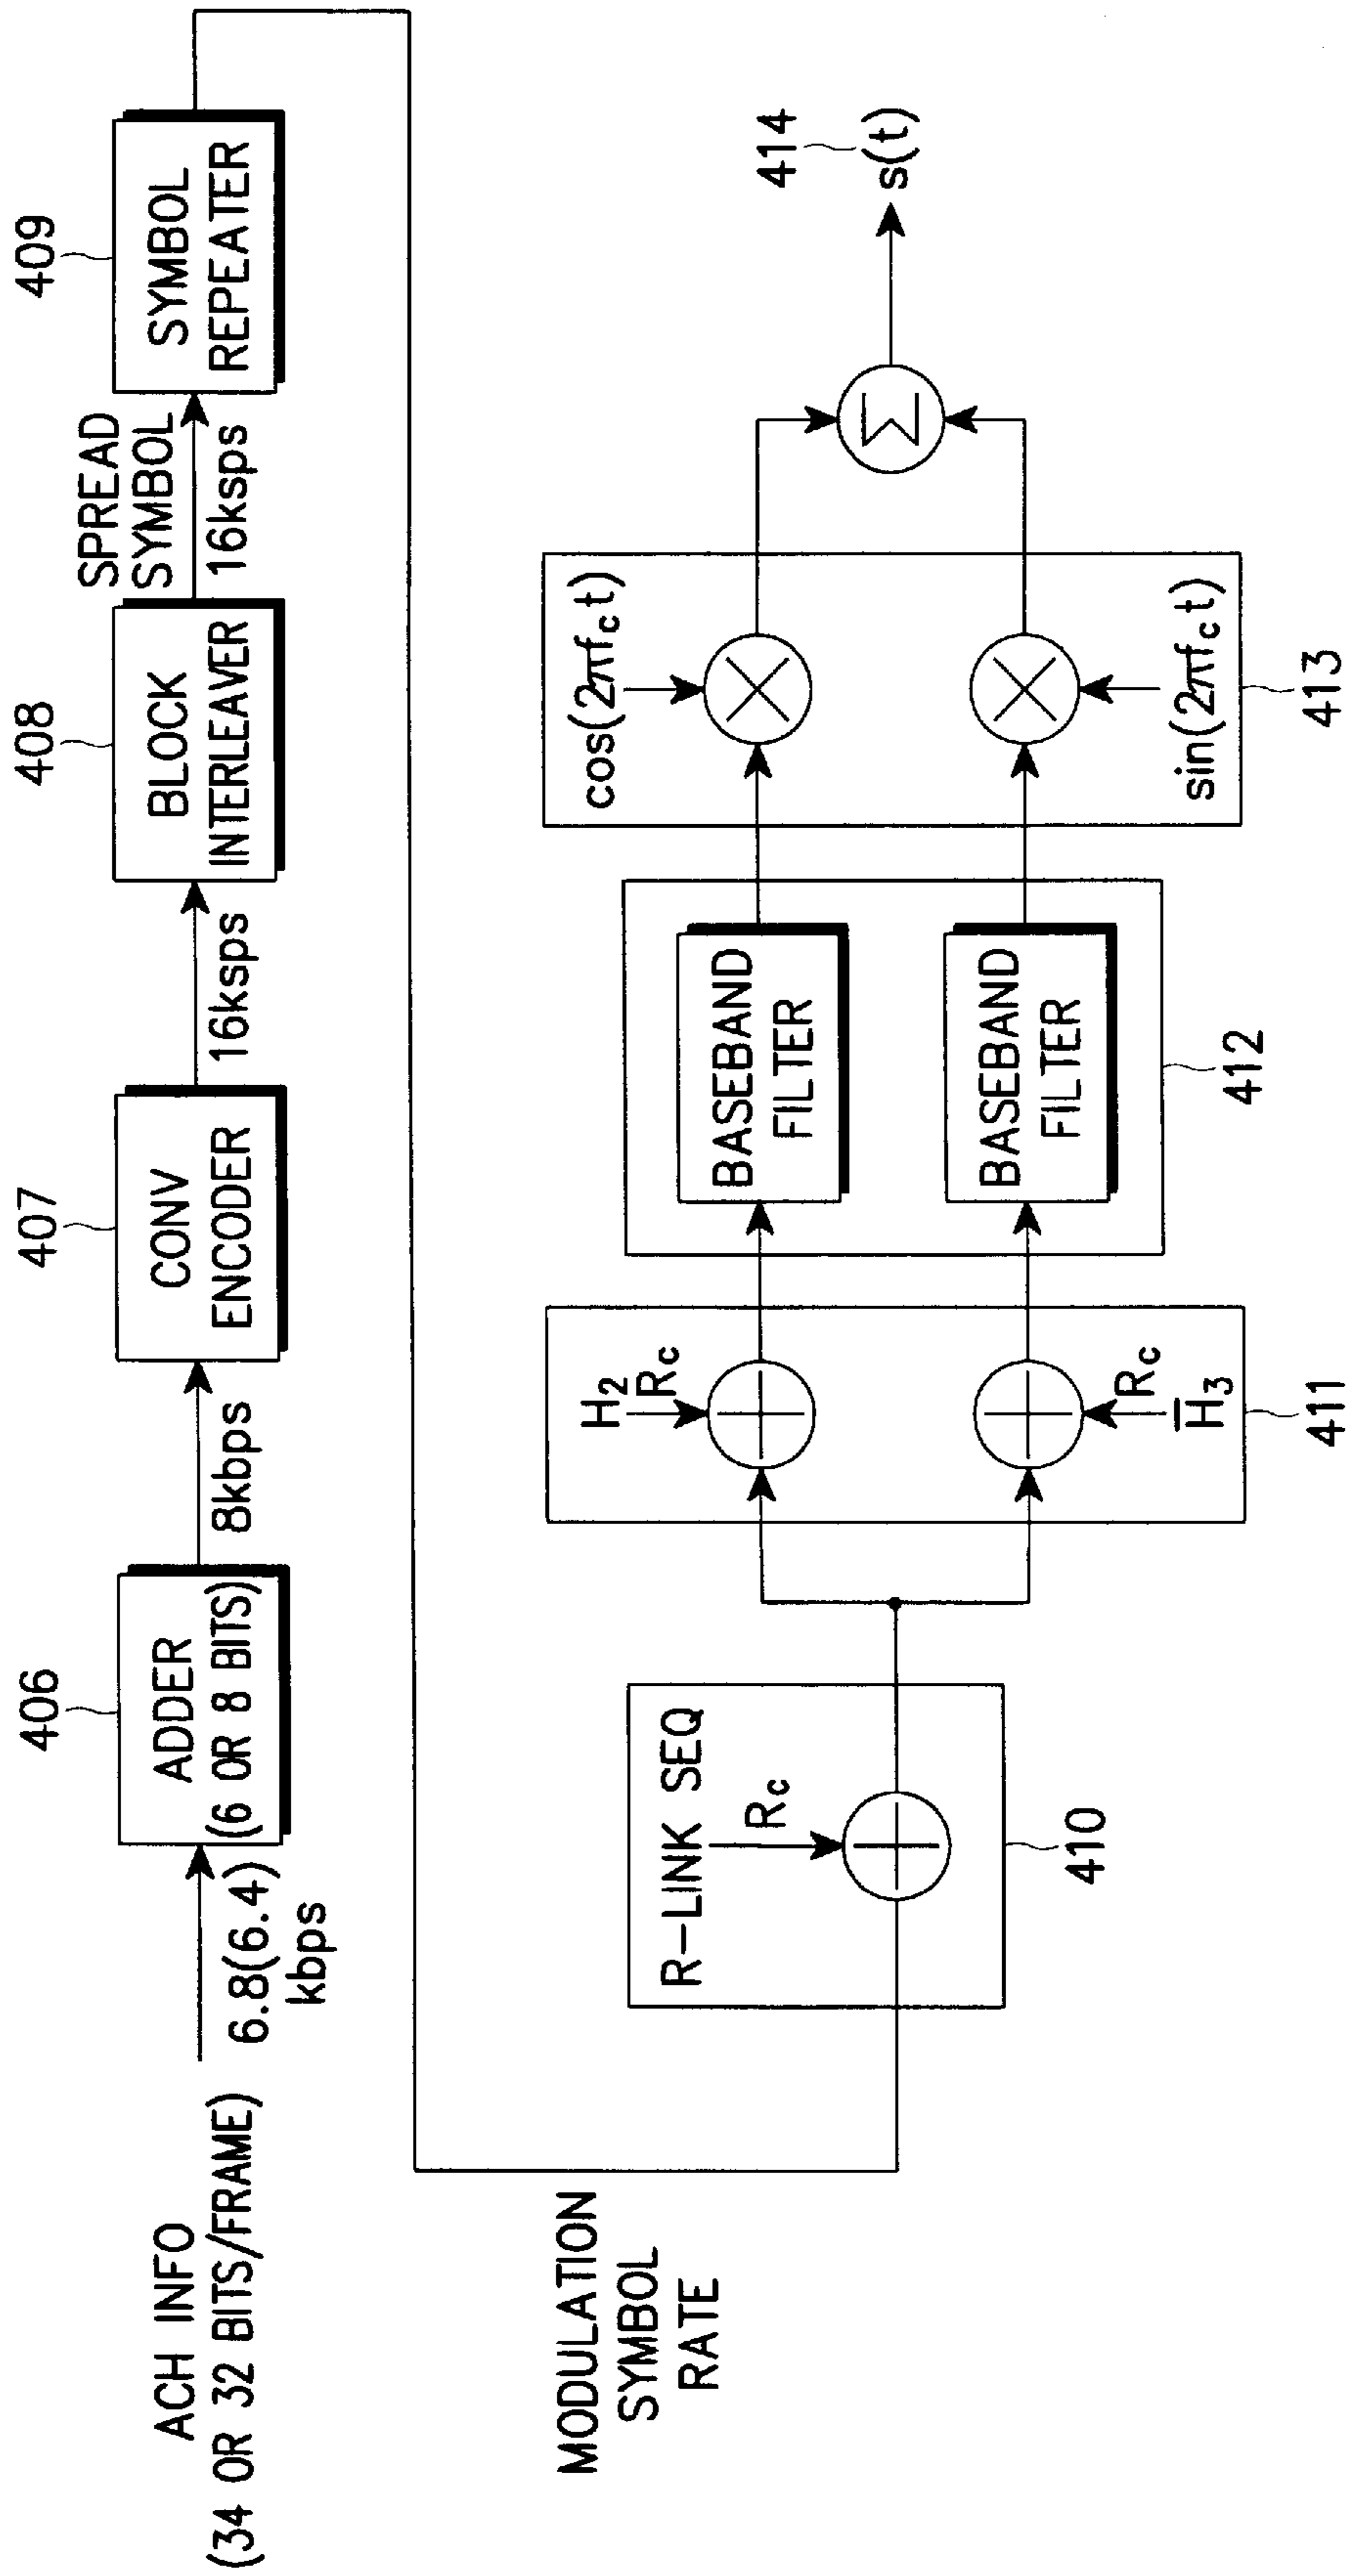 ACH INFO
(34 OR 32 BITS/FRAME)
6.8(6.4)
kbps
406
ADDER
(6 OR 8 BITS)
8kbps
407
CONV
ENCODER
16ksps
408
BLOCK
INTERLEAVER
SPREAD
SYMBOL
16ksps
409
SYMBOL
REPEATER
MODULATION
SYMBOL
RATE
R-LINK SEQ
Rc
410
H2
Rc
Rc
H̅3
411
BASEBAND
FILTER
BASEBAND
FILTER
412
cos(2πfct)
sin(2πfct)
413
Σ
414
s(t)